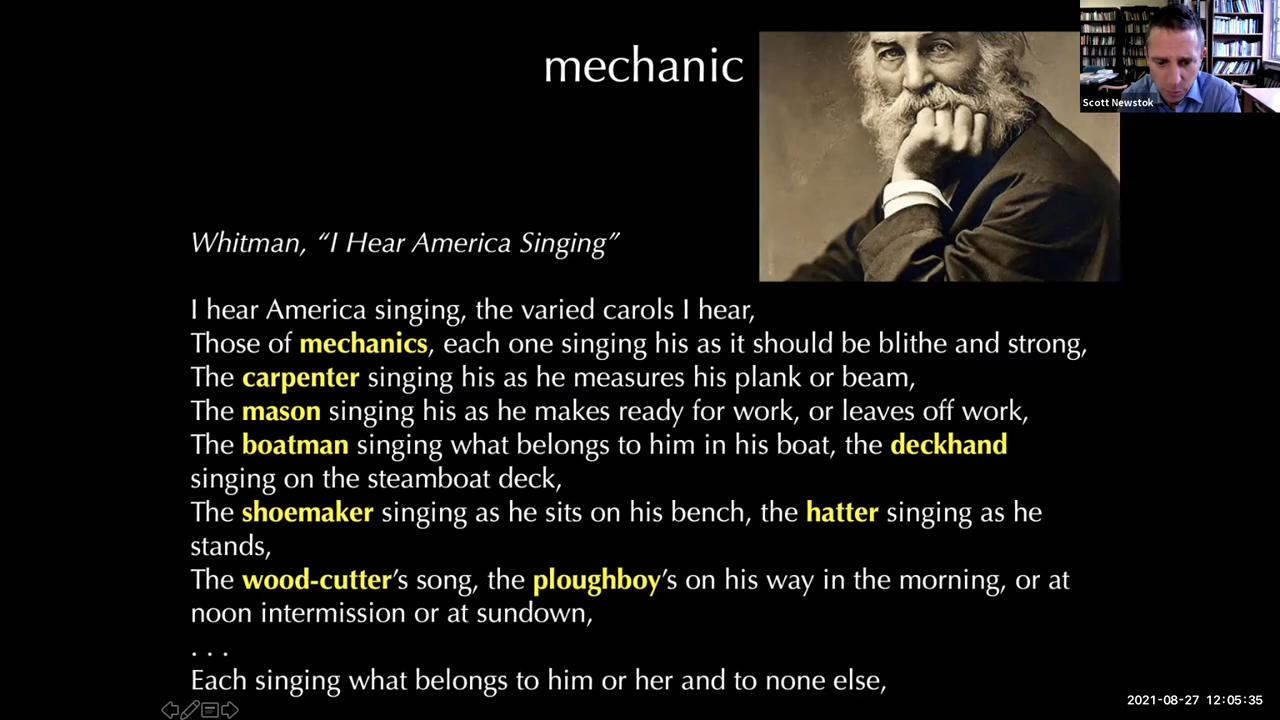 mechanic
Scott Newstok
Whitman, “I Hear America Singing”
I hear America singing, the varied carols I hear,
Those of mechanics, each one singing his as it should be blithe and strong,
The carpenter singing his as he measures his plank or beam,
The mason singing his as he makes ready for work, or leaves off work,
The boatman singing what belongs to him in his boat, the deckhand
singing on the steamboat deck,
The shoemaker singing as he sits on his bench, the hatter singing as he
stands,
The wood-cutter’s song, the ploughboy’s on his way in the morning, or at
noon intermission or at sundown,
. . .
Each singing what belongs to him or her and to none else,
2021-08-27 12:05:35